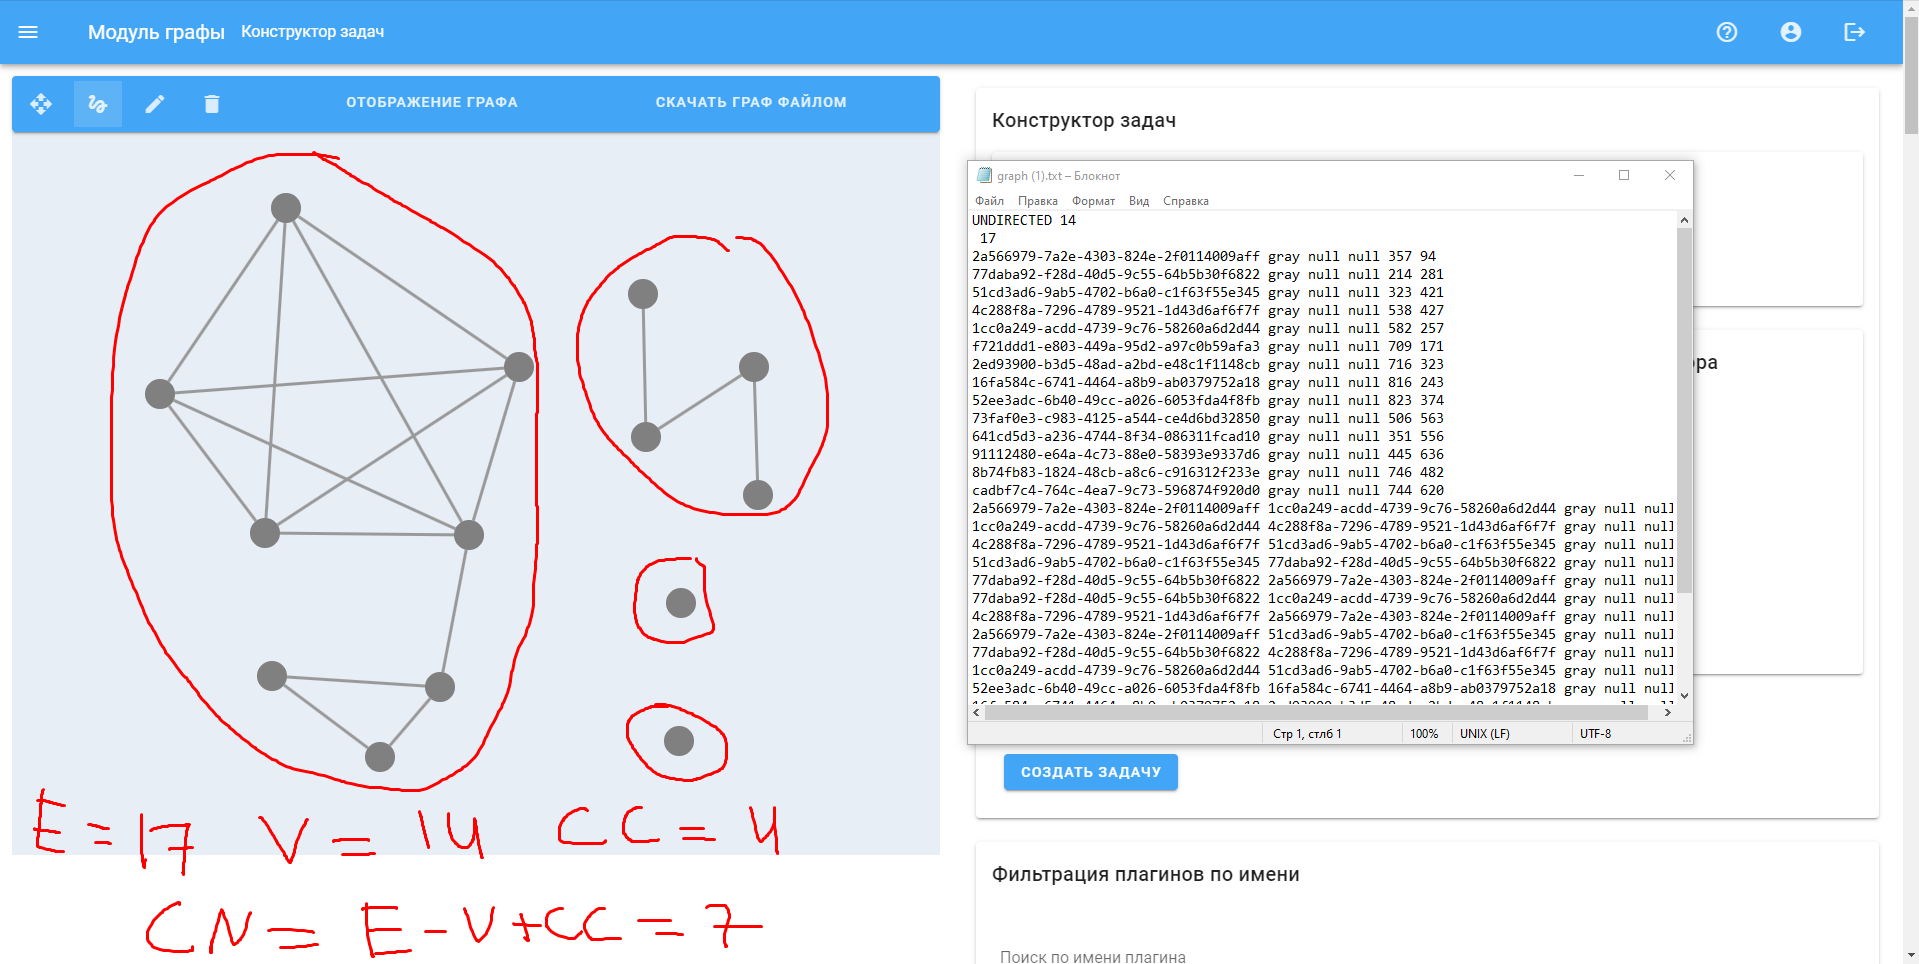 Модуль графы Конструктор задач
ОТОБРАЖЕНИЕ ГРАФА СКАЧАТЬ ГРАФ ФАЙЛОМ
E=17 V=14 CC=4
CN=E-V+CC=7
Конструктор задач
graph (1).txt – Блокнот
Файл Правка Формат Вид Справка
UNDIRECTED 14
17
2a566979-7a2e-4303-824e-2f0114009aff gray null null 357 94
77daba92-f28d-40d5-9c55-64b5b30f6822 gray null null 214 281
51cd3ad6-9ab5-4702-b6a0-c1f63f55e345 gray null null 323 421
4c288f8a-7296-4789-9521-1d43d6af6f7f gray null null 538 427
1cc0a249-acdd-4739-9c76-58260a6d2d44 gray null null 582 257
f721ddd1-e803-449a-95d2-a97c0b59afa3 gray null null 709 171
2ed93900-b3d5-48ad-a2bd-e48c1f1148cb gray null null 716 323
16fa584c-6741-4464-a8b9-ab0379752a18 gray null null 816 243
52ee3adc-6b40-49cc-a026-6053fda4f8fb gray null null 823 374
73faf0e3-c983-4125-a544-ce4d6bd32850 gray null null 506 563
641cd5d3-a236-4744-8f34-086311fcad10 gray null null 351 556
91112480-e64a-4c73-88e0-58393e9337d6 gray null null 445 636
8b74fb83-1824-48cb-a8c6-c916312f233e gray null null 746 482
cadbf7c4-764c-4ea7-9c73-596874f920d0 gray null null 744 620
2a566979-7a2e-4303-824e-2f0114009aff 1cc0a249-acdd-4739-9c76-58260a6d2d44 gray null null
1cc0a249-acdd-4739-9c76-58260a6d2d44 4c288f8a-7296-4789-9521-1d43d6af6f7f gray null null
4c288f8a-7296-4789-9521-1d43d6af6f7f 51cd3ad6-9ab5-4702-b6a0-c1f63f55e345 gray null null
51cd3ad6-9ab5-4702-b6a0-c1f63f55e345 77daba92-f28d-40d5-9c55-64b5b30f6822 gray null null
77daba92-f28d-40d5-9c55-64b5b30f6822 2a566979-7a2e-4303-824e-2f0114009aff gray null null
77daba92-f28d-40d5-9c55-64b5b30f6822 1cc0a249-acdd-4739-9c76-58260a6d2d44 gray null null
4c288f8a-7296-4789-9521-1d43d6af6f7f 2a566979-7a2e-4303-824e-2f0114009aff gray null null
2a566979-7a2e-4303-824e-2f0114009aff 51cd3ad6-9ab5-4702-b6a0-c1f63f55e345 gray null null
77daba92-f28d-40d5-9c55-64b5b30f6822 4c288f8a-7296-4789-9521-1d43d6af6f7f gray null null
1cc0a249-acdd-4739-9c76-58260a6d2d44 51cd3ad6-9ab5-4702-b6a0-c1f63f55e345 gray null null
52ee3adc-6b40-49cc-a026-6053fda4f8fb 16fa584c-6741-4464-a8b9-ab0379752a18 gray null null
Стр 1, стлб 1 100% UNIX (LF) UTF-8
ора
СОЗДАТЬ ЗАДАЧУ
Фильтрация плагинов по имени
Поиск по имени плагина